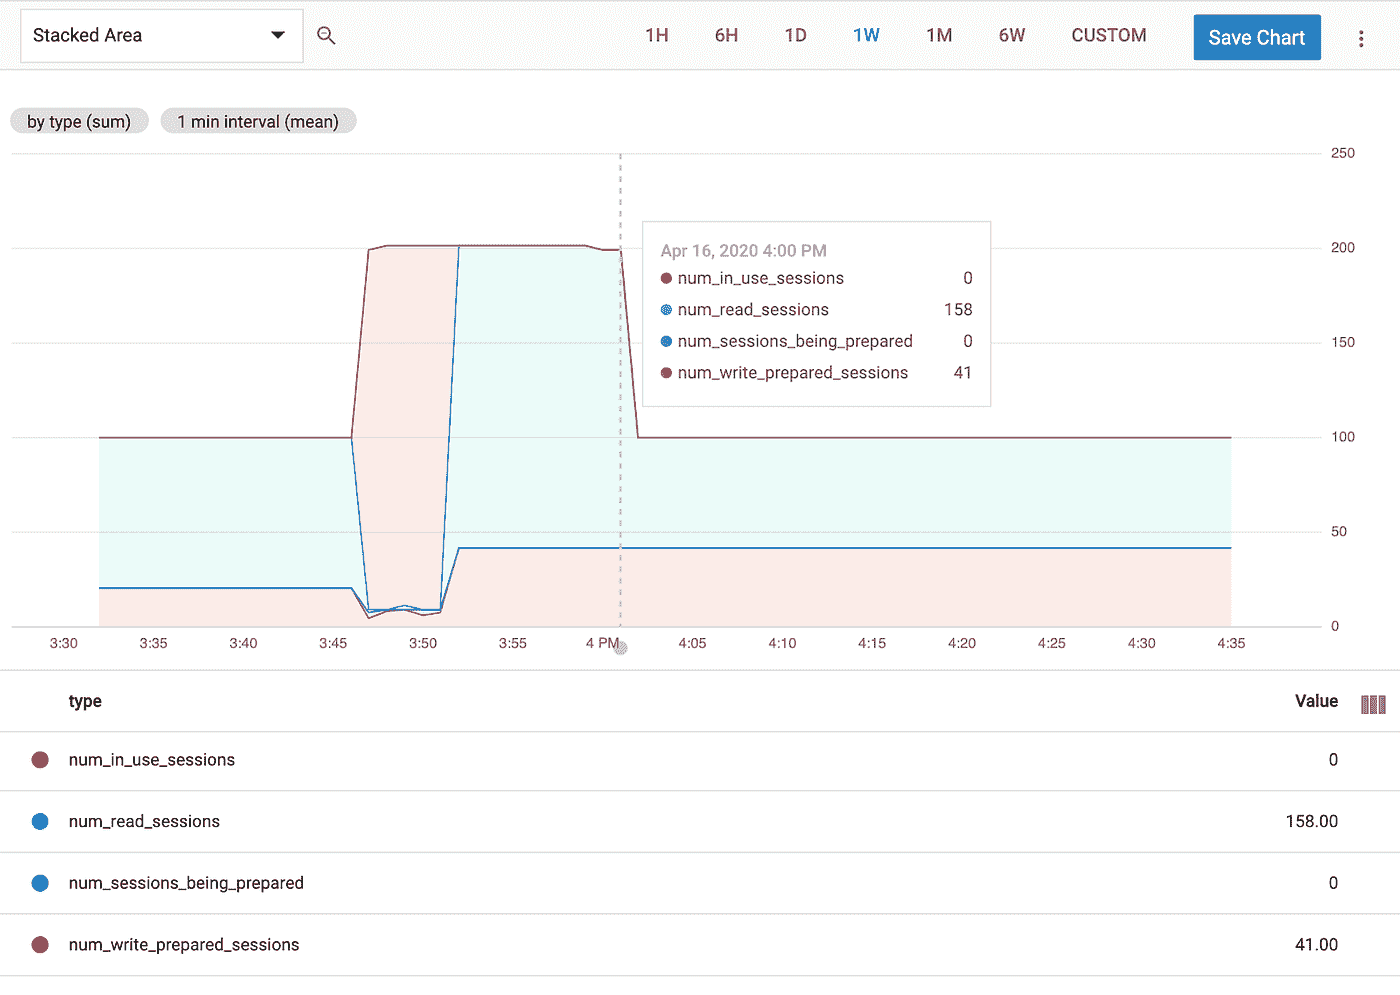 Stacked Area 1H 6H 1D 1W 1M 6W CUSTOM Save Chart
by type (sum) 1 min interval (mean)
250
Apr 16, 2020 4:00 PM
200
num_in_use_sessions 0
num_read_sessions 158
num_sessions_being_prepared 0
150
num_write_prepared_sessions 41
100
50
0
3:30 3:35 3:40 3:45 3:50 3:55 4 PM 4:05 4:10 4:15 4:20 4:25 4:30 4:35
type Value
num_in_use_sessions 0
num_read_sessions 158.00
num_sessions_being_prepared 0
num_write_prepared_sessions 41.00